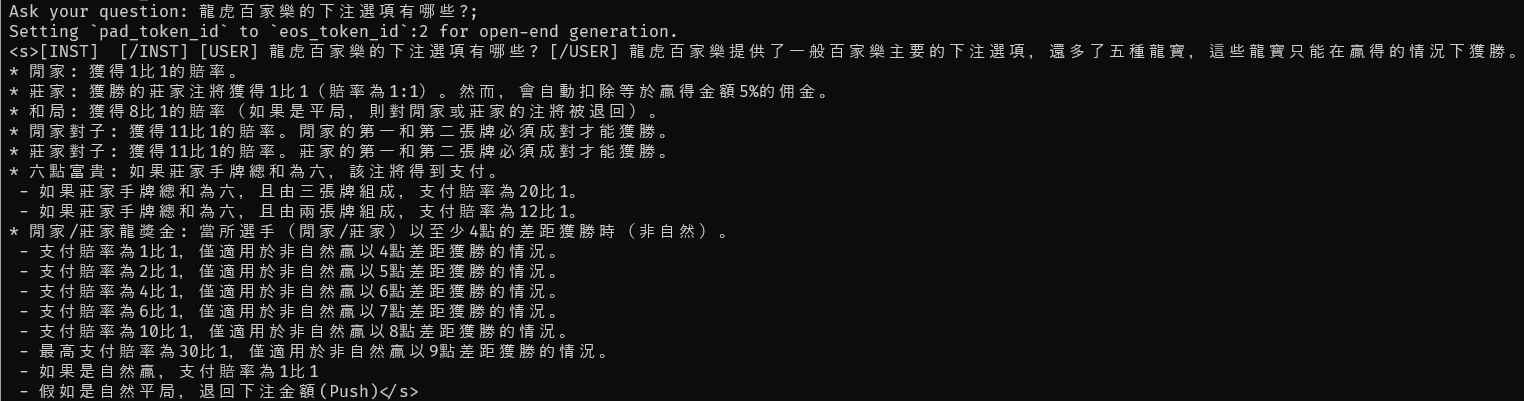 Ask your question: 龍虎百家樂的下注選項有哪些?;
Setting `pad_token_id` to `eos_token_id`:2 for open-end generation.
<s>[INST]  [/INST] [USER] 龍虎百家樂的下注選項有哪些? [/USER] 龍虎百家樂提供了一般百家樂主要的下注選項, 還多了五種龍寶, 這些龍寶只能在贏得的情況下獲勝。
* 閒家: 獲得1比1的賠率。
* 莊家: 獲勝的莊家注將獲得1比1 (賠率為1:1) 。然而, 會自動扣除等於贏得金額5%的佣金。
* 和局: 獲得8比1的賠率 (如果是平局, 則對閒家或莊家的注將被退回) 。
* 閒家對子: 獲得11比1的賠率。閒家的第一和第二張牌必須成對才能獲勝。
* 莊家對子: 獲得11比1的賠率。莊家的第一和第二張牌必須成對才能獲勝。
* 六點富貴: 如果莊家手牌總和為六, 該注將得到支付。
 - 如果莊家手牌總和為六, 且由三張牌組成, 支付賠率為20比1。
 - 如果莊家手牌總和為六, 且由兩張牌組成, 支付賠率為12比1。
* 閒家/莊家龍獎金: 當所選手 (閒家/莊家) 以至少4點的差距獲勝時 (非自然) 。
 - 支付賠率為1比1, 僅適用於非自然贏以4點差距獲勝的情況。
 - 支付賠率為2比1, 僅適用於非自然贏以5點差距獲勝的情況。
 - 支付賠率為4比1, 僅適用於非自然贏以6點差距獲勝的情況。
 - 支付賠率為6比1, 僅適用於非自然贏以7點差距獲勝的情況。
 - 支付賠率為10比1, 僅適用於非自然贏以8點差距獲勝的情況。
 - 最高支付賠率為30比1, 僅適用於非自然贏以9點差距獲勝的情況。
 - 如果是自然贏, 支付賠率為1比1
 - 假如是自然平局, 退回下注金額(Push)</s>